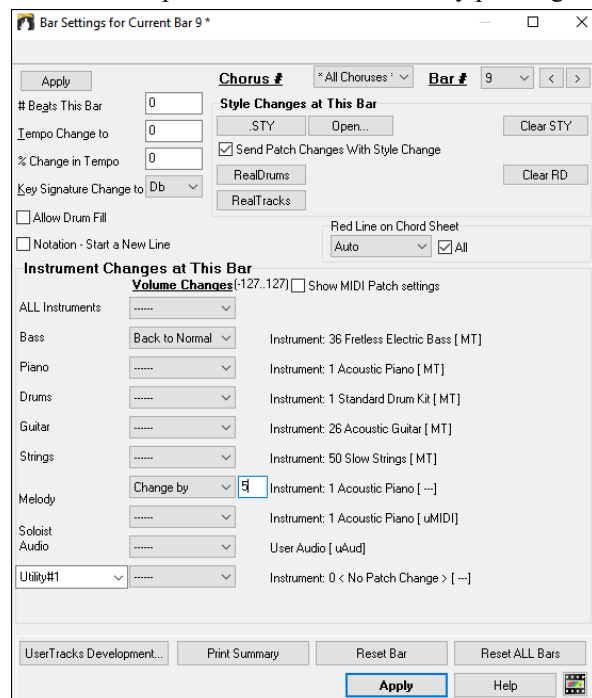 Bar Settings for Current Bar 9 *
Apply
Chorus # * All Choruses * Bar # 9 < >
# Beats This Bar 0
Style Changes at This Bar
.STY Open... Clear STY
Tempo Change to 0
Send Patch Changes With Style Change
% Change in Tempo 0
RealDrums Clear RD
Key Signature Change to Db
RealTracks
Allow Drum Fill
Red Line on Chord Sheet
Notation - Start a New Line
Auto All
Instrument Changes at This Bar
Volume Changes (-127..127) Show MIDI Patch settings
ALL Instruments ------
Bass Back to Normal Instrument: 36 Fretless Electric Bass [ MT]
Piano ------ Instrument: 1 Acoustic Piano [ MT]
Drums ------ Instrument: 1 Standard Drum Kit [ MT]
Guitar ------ Instrument: 26 Acoustic Guitar [ MT]
Strings ------ Instrument: 50 Slow Strings [ MT]
Melody Change by 5 Instrument: 1 Acoustic Piano [ ---]
Soloist ------ Instrument: 1 Acoustic Piano [ uMIDI]
Audio ------ User Audio [ uAud]
Utility#1 ------ Instrument: 0 < No Patch Change > [ ---]
UserTracks Development... Print Summary Reset Bar Reset ALL Bars
Apply Help